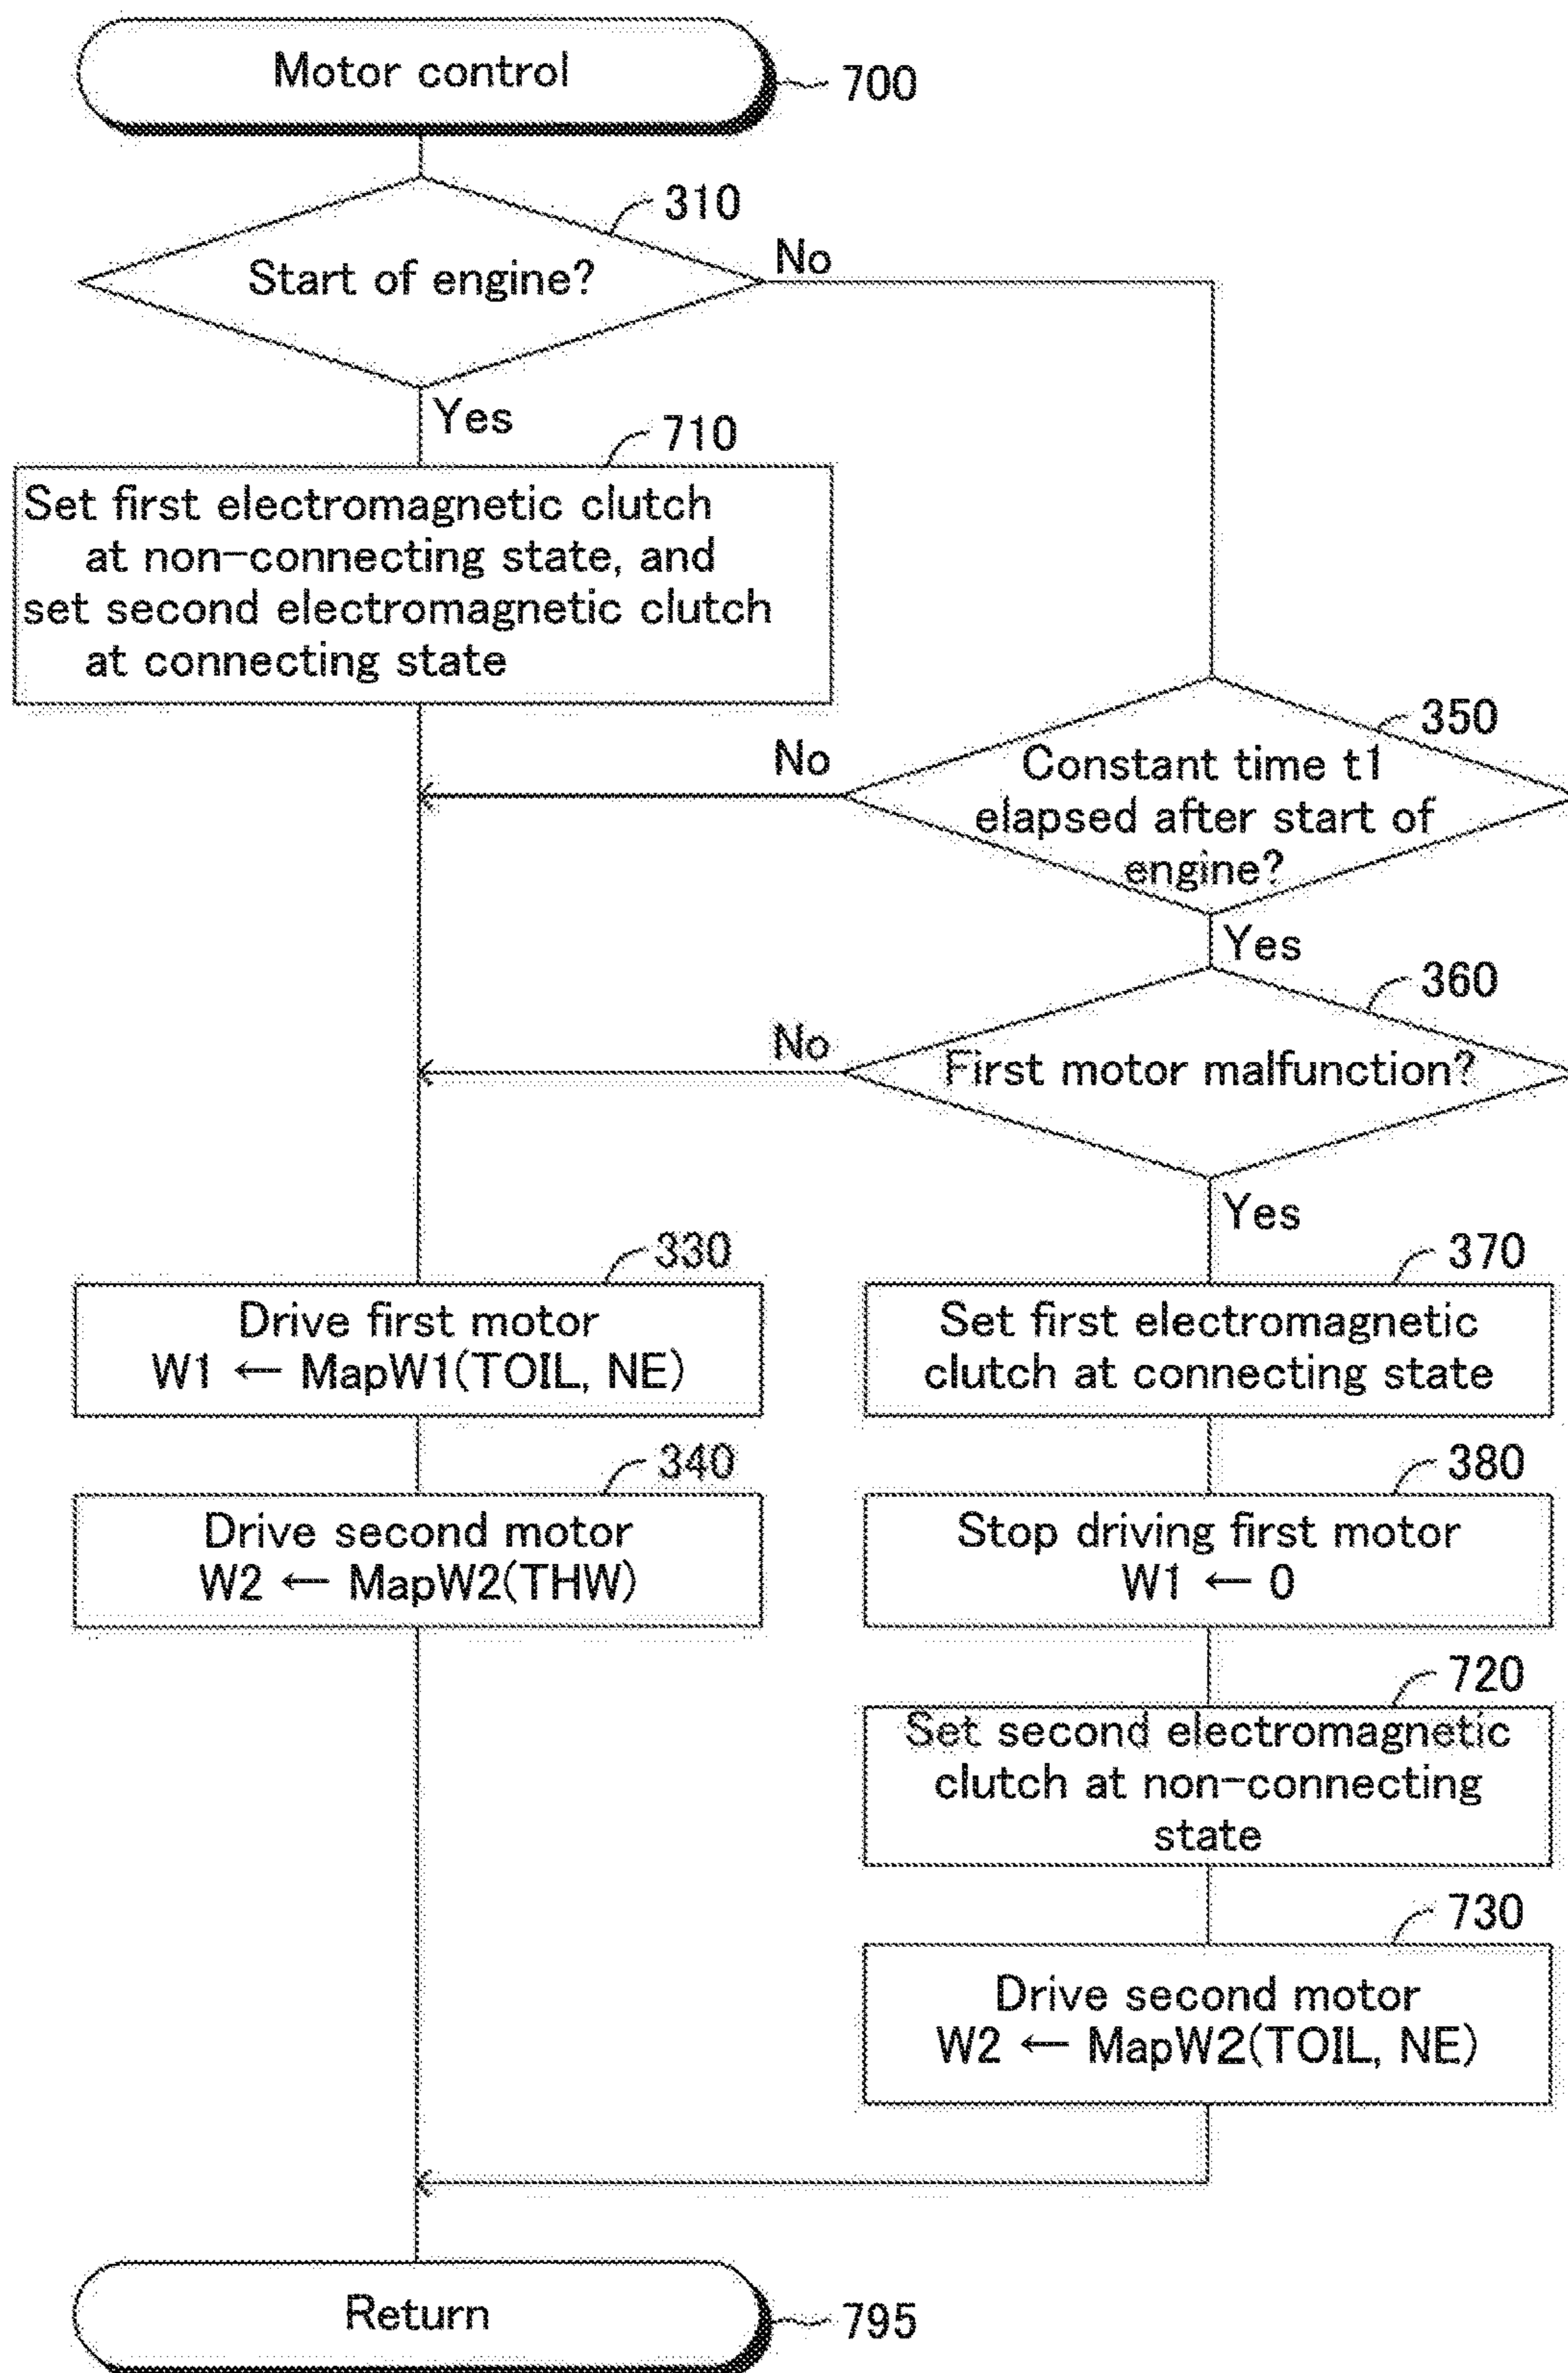 Motor control
700
310
Start of engine?
No
Yes
710
Set first electromagnetic clutch
at non-connecting state, and
set second electromagnetic clutch
at connecting state
350
No
Constant time t1
elapsed after start of
engine?
Yes
360
No
First motor malfunction?
Yes
330
Drive first motor
W1 ← MapW1(TOIL, NE)
340
Drive second motor
W2 ← MapW2(THW)
370
Set first electromagnetic
clutch at connecting state
380
Stop driving first motor
W1 ← 0
720
Set second electromagnetic
clutch at non-connecting
state
730
Drive second motor
W2 ← MapW2(TOIL, NE)
Return
795